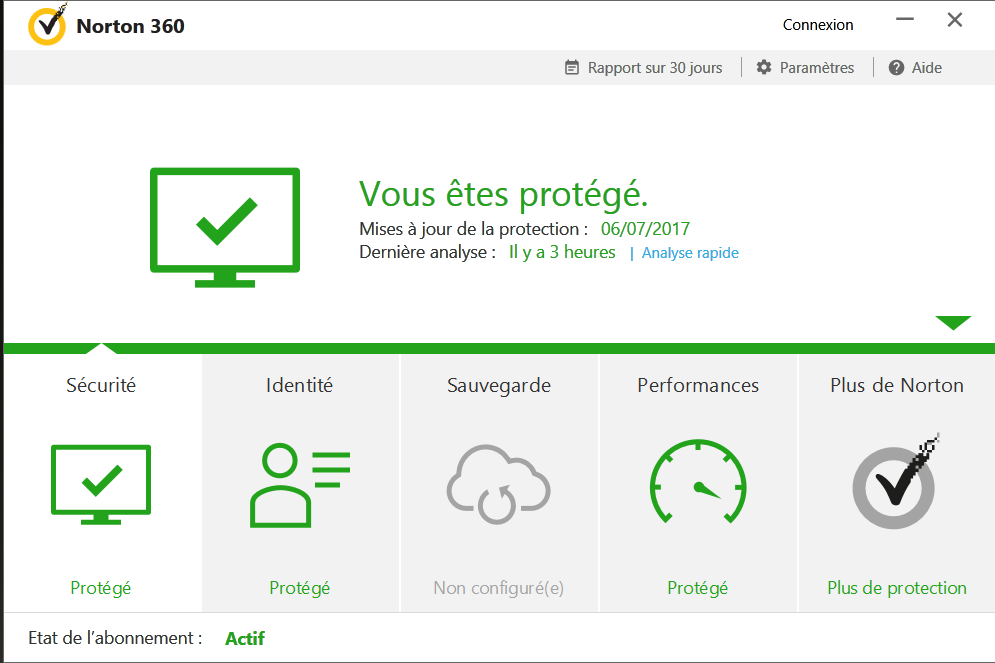 Norton 360
Connexion
Rapport sur 30 jours
Paramètres
Aide
Vous êtes protégé.
Mises à jour de la protection : 06/07/2017
Dernière analyse : Il y a 3 heures | Analyse rapide
Sécurité
Identité
Sauvegarde
Performances
Plus de Norton
Protégé
Protégé
Non configuré(e)
Protégé
Plus de protection
Etat de l'abonnement : Actif